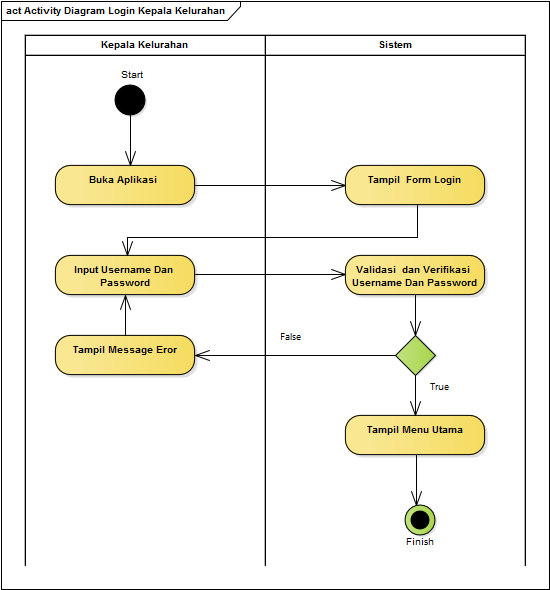 act Activity Diagram Login Kepala Kelurahan
Kepala Kelurahan
Sistem
Start
Buka Aplikasi
Tampil Form Login
Input Username Dan
Password
Validasi dan Verifikasi
Username Dan Password
False
Tampil Message Eror
True
Tampil Menu Utama
Finish